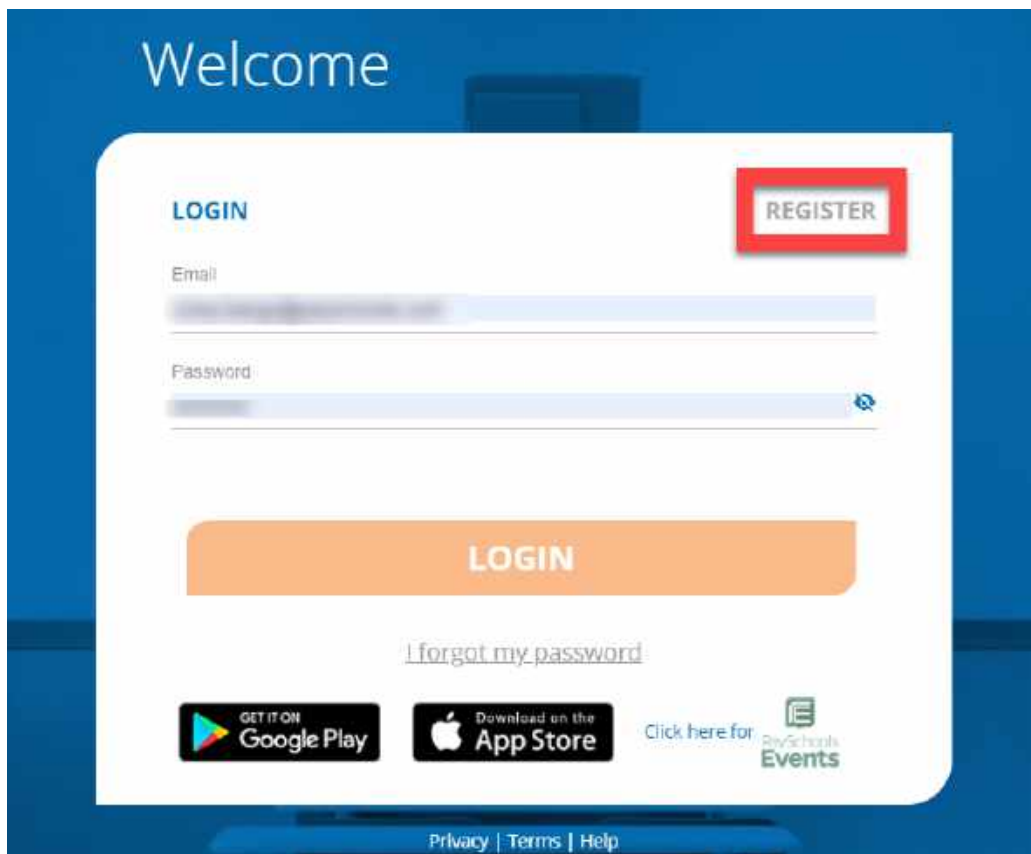 Welcome
LOGIN
REGISTER
Email
Password
LOGIN
I forgot my password
GET IT ON
Google Play
Download on the
App Store
Click here for
Events
Privacy | Terms | Help